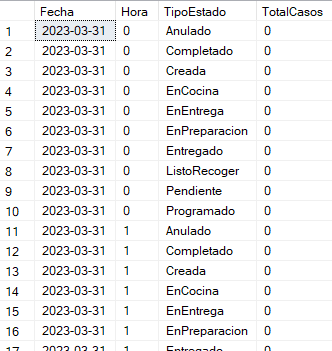 Fecha Hora TipoEstado TotalCasos
1 2023-03-31 0 Anulado 0
2 2023-03-31 0 Completado 0
3 2023-03-31 0 Creada 0
4 2023-03-31 0 EnCocina 0
5 2023-03-31 0 EnEntrega 0
6 2023-03-31 0 EnPreparacion 0
7 2023-03-31 0 Entregado 0
8 2023-03-31 0 ListoRecoger 0
9 2023-03-31 0 Pendiente 0
10 2023-03-31 0 Programado 0
11 2023-03-31 1 Anulado 0
12 2023-03-31 1 Completado 0
13 2023-03-31 1 Creada 0
14 2023-03-31 1 EnCocina 0
15 2023-03-31 1 EnEntrega 0
16 2023-03-31 1 EnPreparacion 0
17 2023-03-31 1 Entregado 0